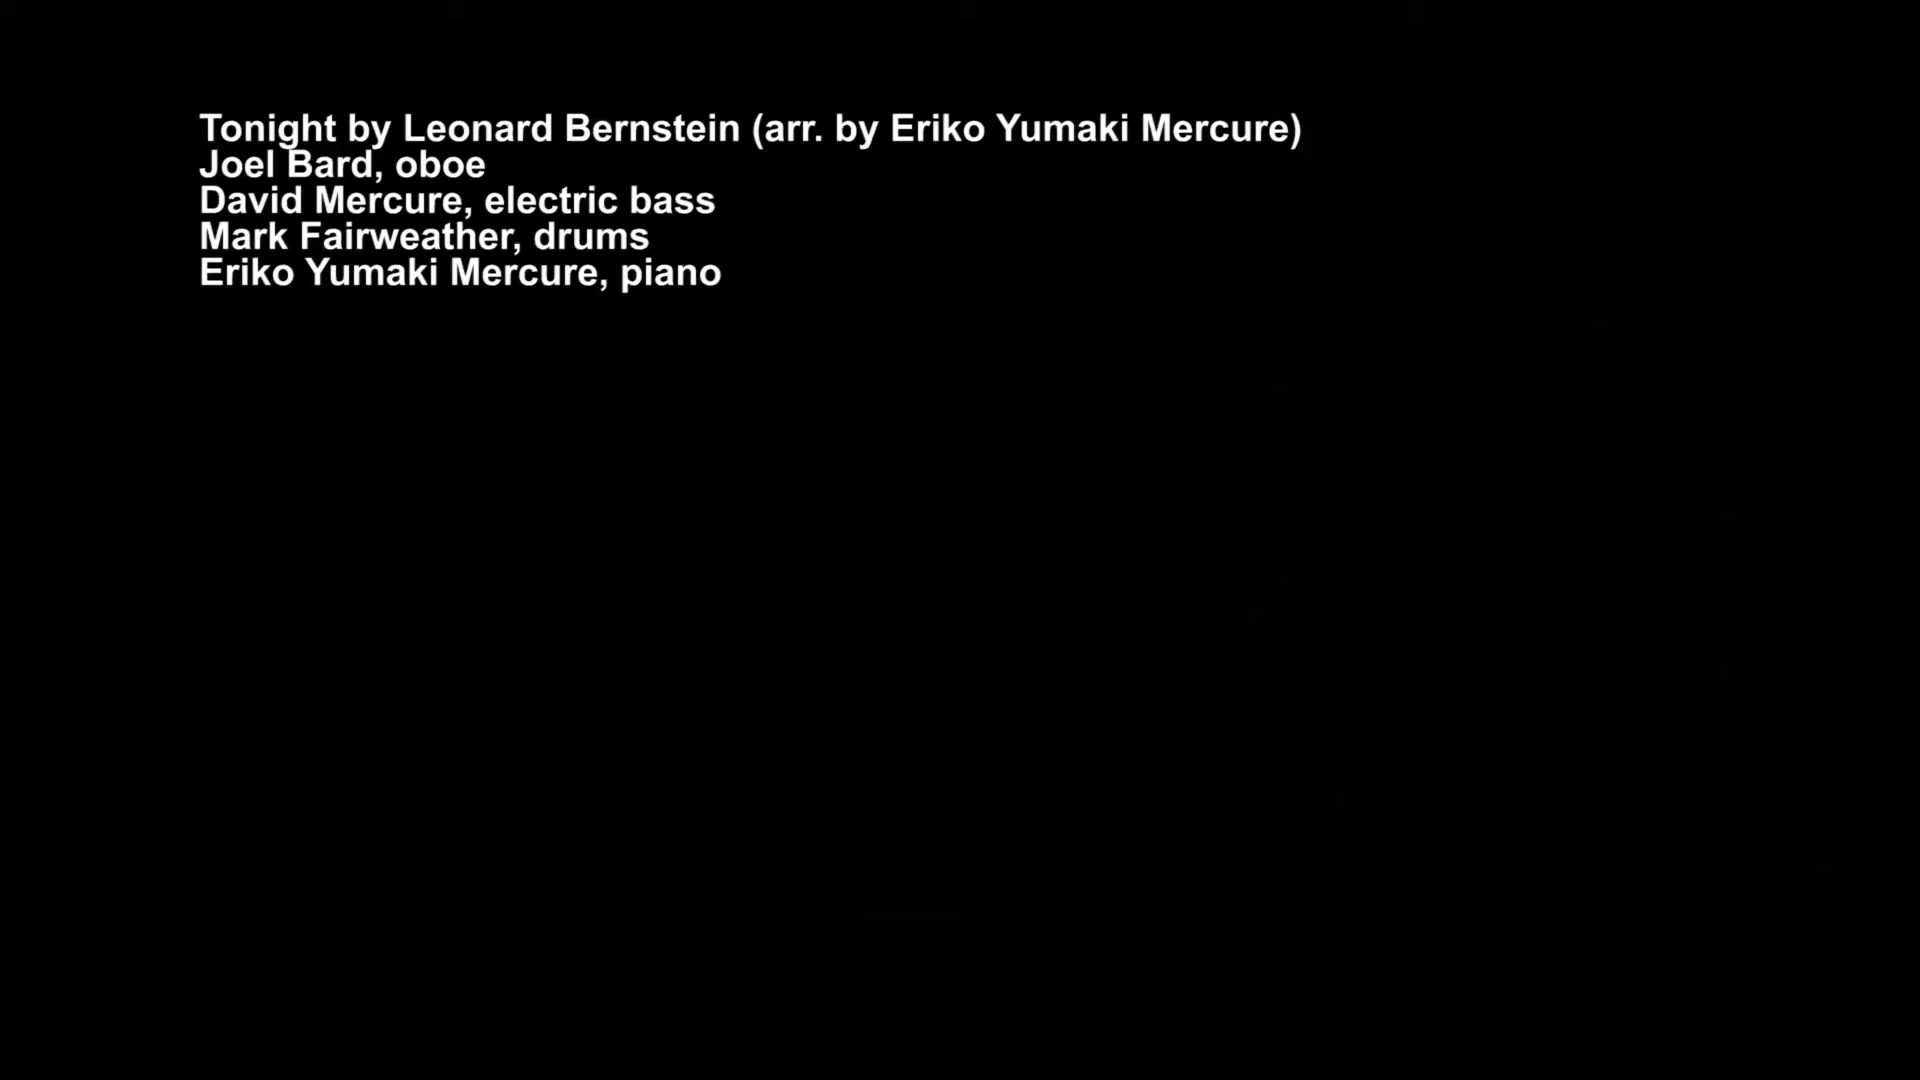 Tonight by Leonard Bernstein (arr. by Eriko Yumaki Mercure)
Joel Bard, oboe
David Mercure, electric bass
Mark Fairweather, drums
Eriko Yumaki Mercure, piano